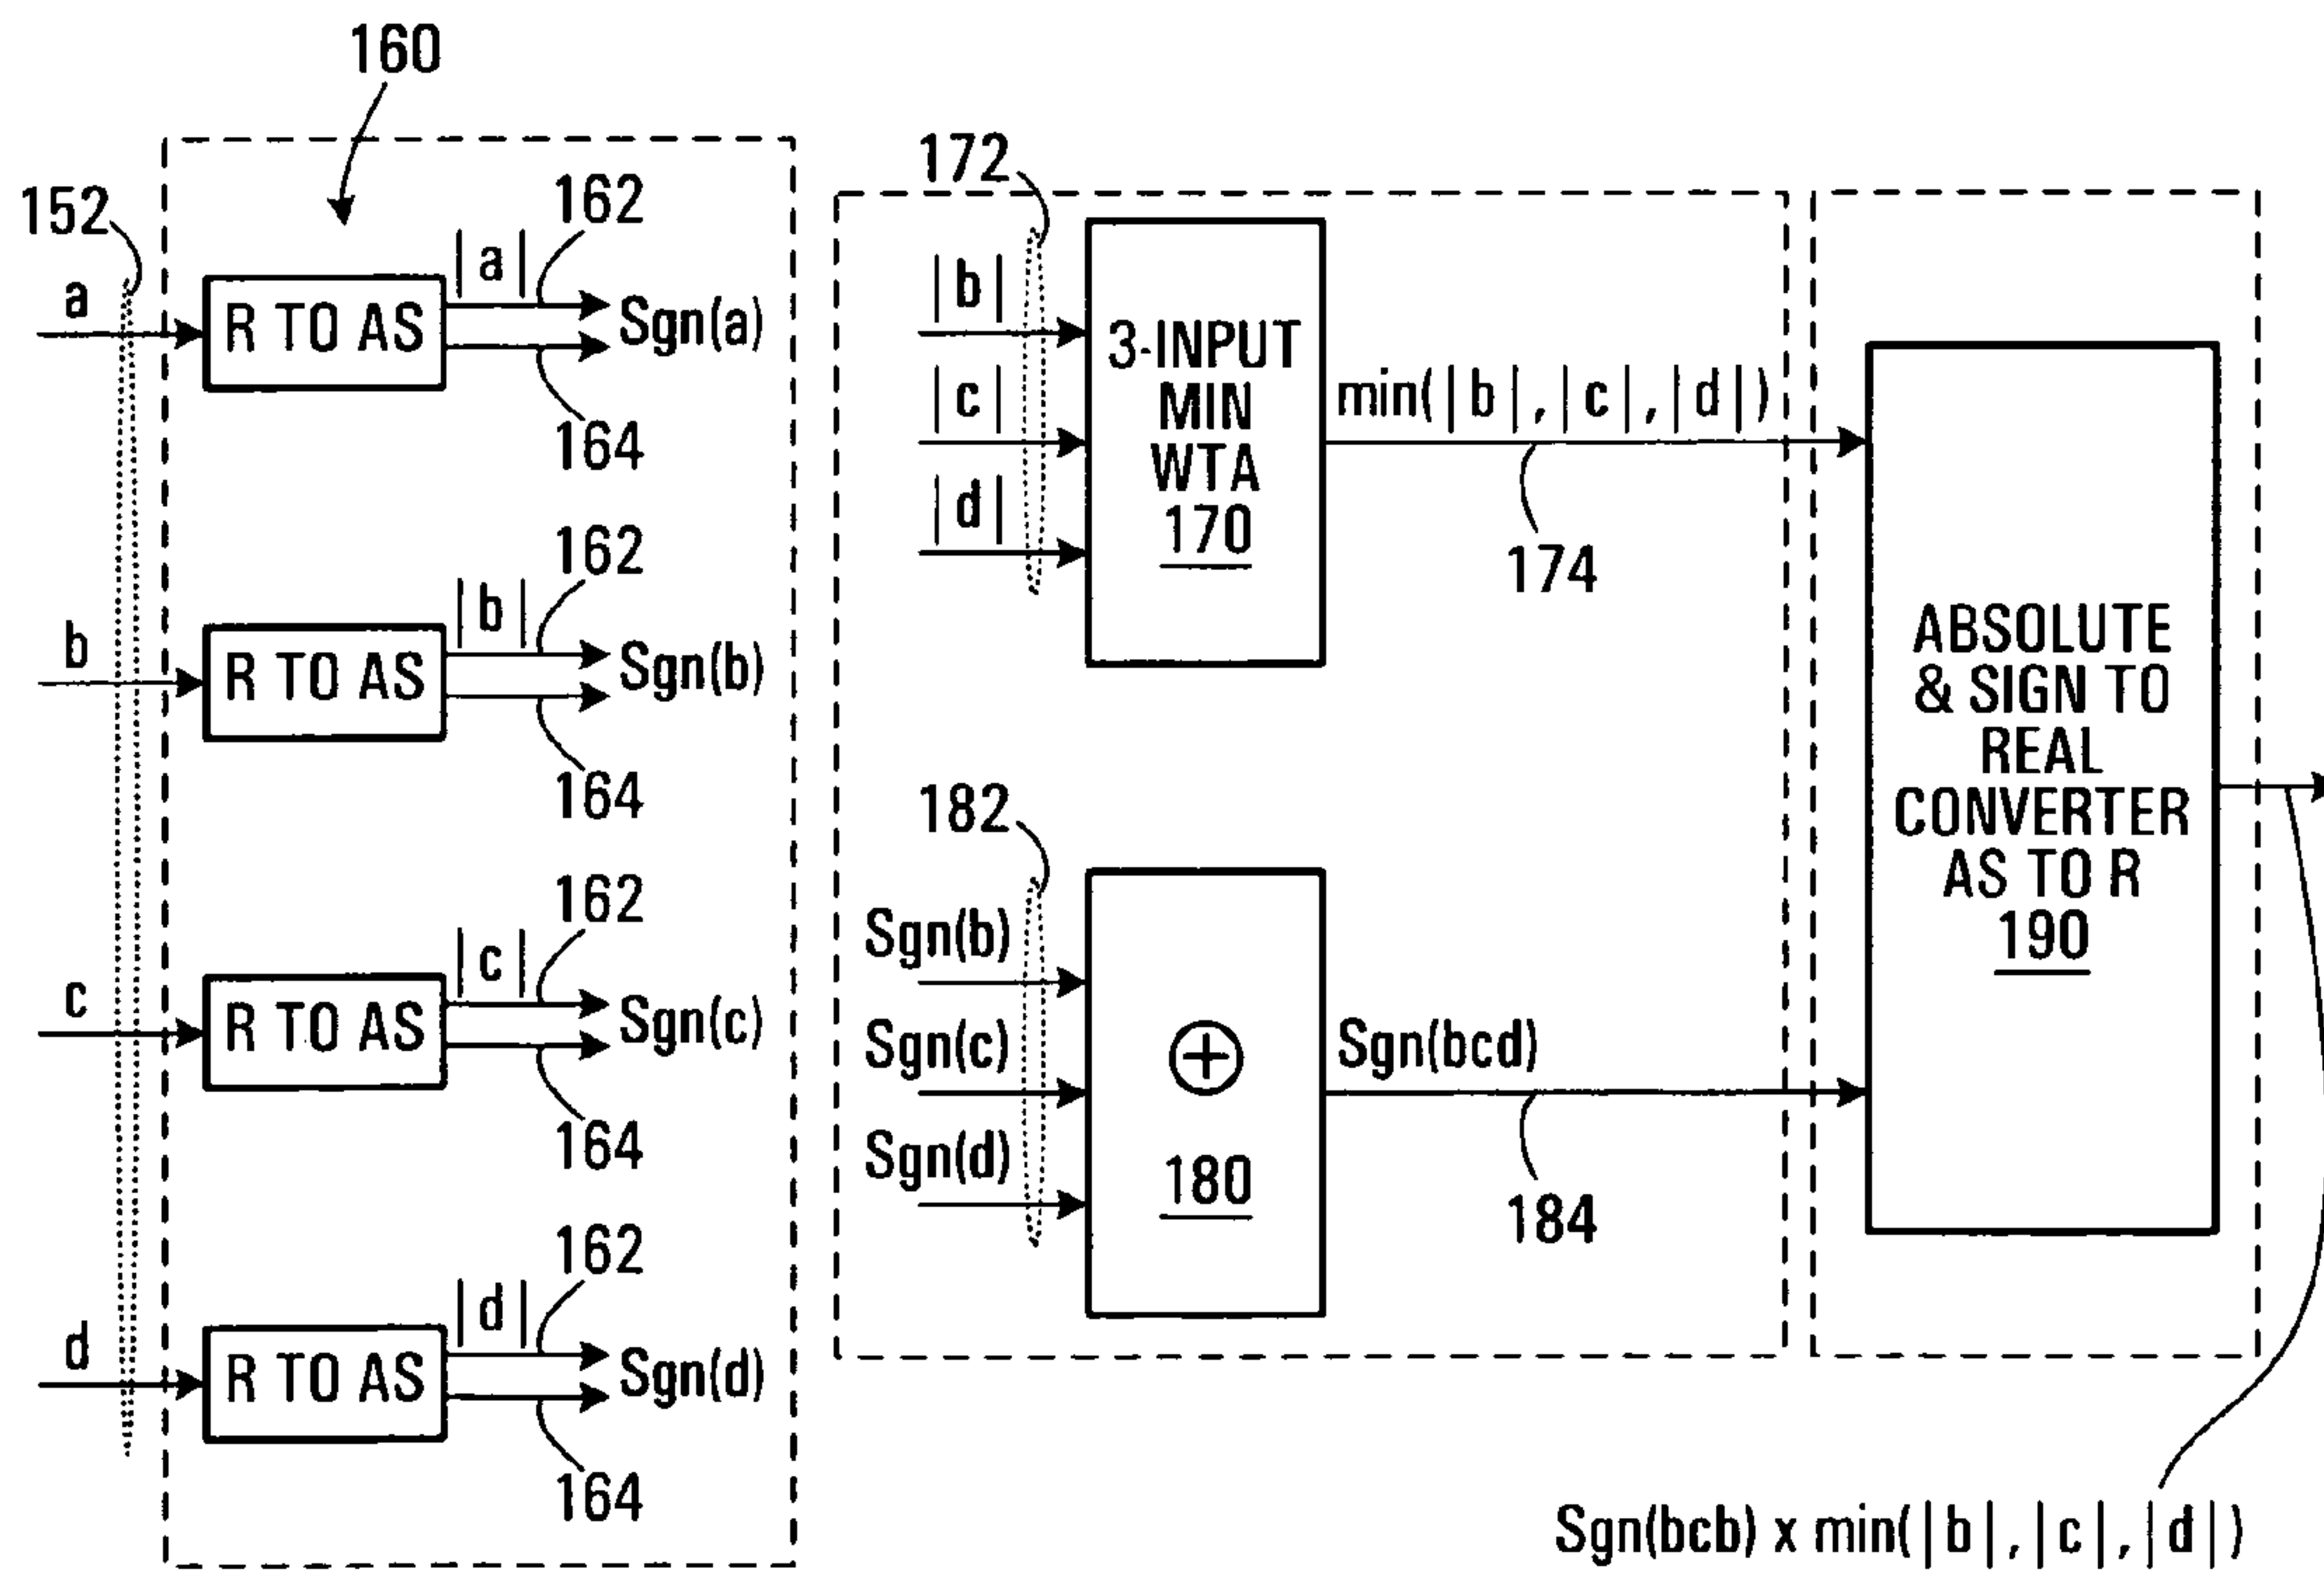 160
152
a
R TO AS
|a|
162
Sgn(a)
164
b
R TO AS
|b|
162
Sgn(b)
164
c
R TO AS
|c|
162
Sgn(c)
164
d
R TO AS
|d|
162
Sgn(d)
164
172
|b|
|c|
|d|
3-INPUT
MIN
WTA
170
min(|b|,|c|,|d|)
174
182
Sgn(b)
Sgn(c)
Sgn(d)
⊕
180
Sgn(bcd)
184
ABSOLUTE
& SIGN TO
REAL
CONVERTER
AS TO R
190
Sgn(bcb) x min(|b|,|c|,|d|)